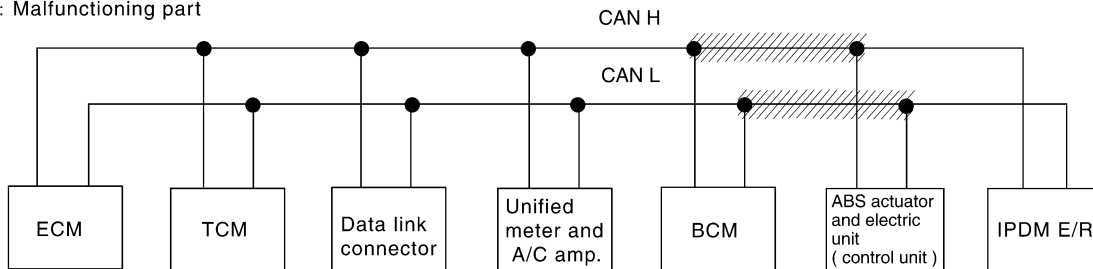 : Malfunctioning part
CAN H
CAN L
ECM
TCM
Data link
connector
Unified
meter and
A/C amp.
BCM
ABS actuator
and electric
unit
( control unit )
IPDM E/R